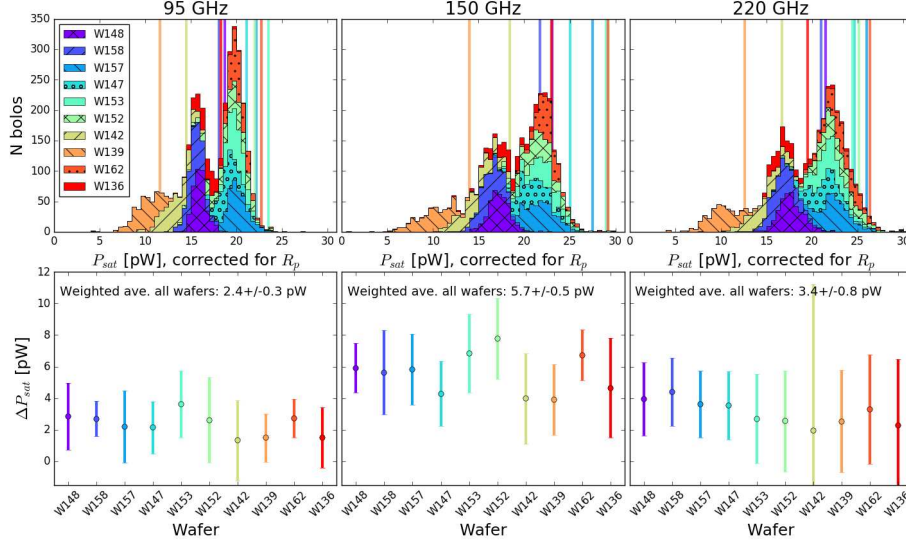 95 GHz
150 GHz
220 GHz
350
300
250
200
150
100
50
0
N bolos
W148
W158
W157
W147
W153
W152
W142
W139
W162
W136
0 5 10 15 20 25 30
0 5 10 15 20 25 30
0 5 10 15 20 25 30
P_sat [pW], corrected for R_p
P_sat [pW], corrected for R_p
P_sat [pW], corrected for R_p
12
10
8
6
4
2
0
ΔP_sat [pW]
Weighted ave. all wafers: 2.4+/-0.3 pW
Weighted ave. all wafers: 5.7+/-0.5 pW
Weighted ave. all wafers: 3.4+/-0.8 pW
W148 W158 W157 W147 W153 W152 W142 W139 W162 W136
W148 W158 W157 W147 W153 W152 W142 W139 W162 W136
W148 W158 W157 W147 W153 W152 W142 W139 W162 W136
Wafer
Wafer
Wafer